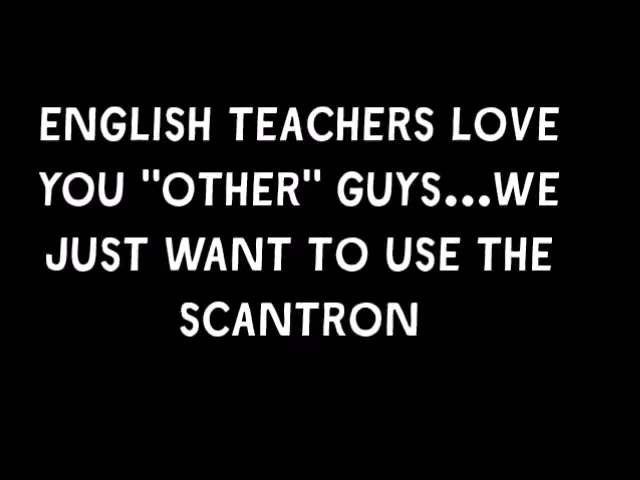 ENGLISH TEACHERS LOVE
YOU "OTHER" GUYS...WE
JUST WANT TO USE THE
SCANTRON